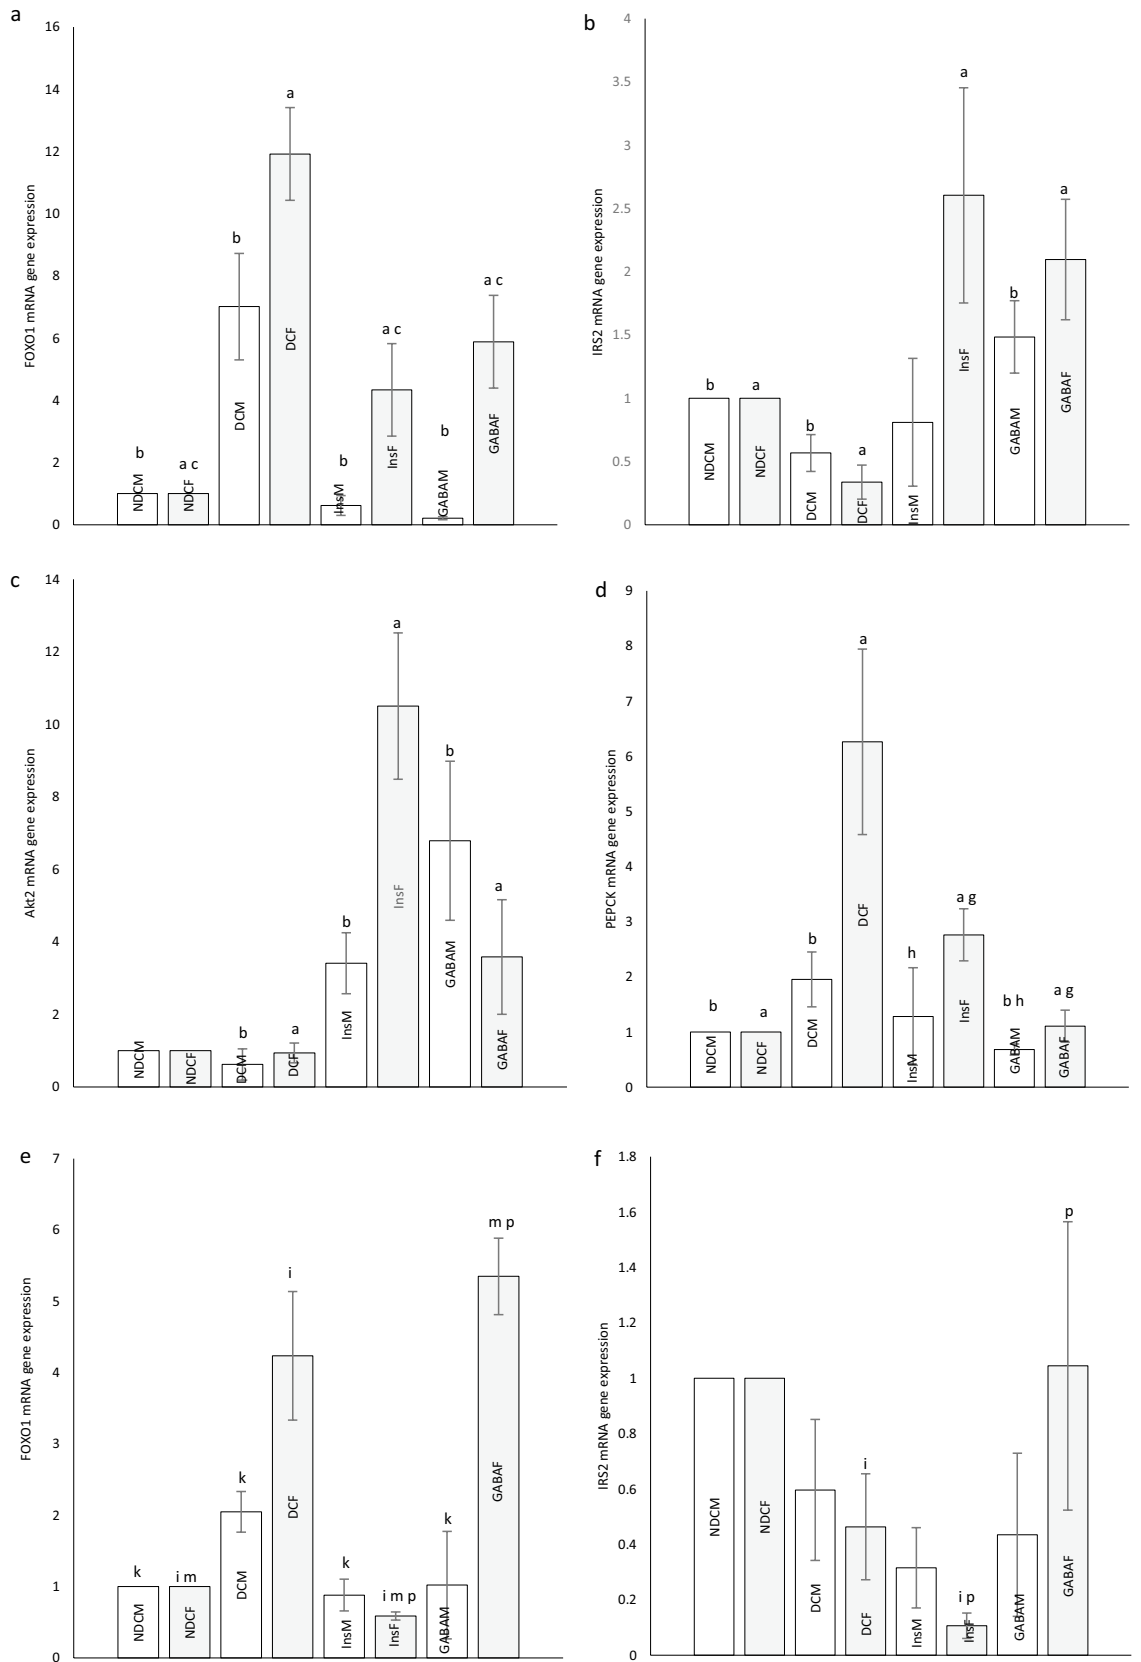 a
16
14
12
10
8
6
4
2
0
FOXO1 mRNA gene expression
b
a c
b
a
b
a c
b
a c
NDCM
NDCF
DCM
DCF
InsM
InsF
GABAM
GABAF
b
4
3.5
3
2.5
2
1.5
1
0.5
0
IRS2 mRNA gene expression
b
a
b
a
a
b
a
NDCM
NDCF
DCM
DCF
InsM
InsF
GABAM
GABAF
c
14
12
10
8
6
4
2
0
Akt2 mRNA gene expression
b
a
b
a
b
a
NDCM
NDCF
DCM
DCF
InsM
InsF
GABAM
GABAF
d
9
8
7
6
5
4
3
2
1
0
PEPCK mRNA gene expression
b
a
b
a
h
a g
b h
a g
NDCM
NDCF
DCM
DCF
InsM
InsF
GABAM
GABAF
e
7
6
5
4
3
2
1
0
FOXO1 mRNA gene expression
k
i m
k
i
k
i m p
k
m p
NDCM
NDCF
DCM
DCF
InsM
InsF
GABAM
GABAF
f
1.8
1.6
1.4
1.2
1
0.8
0.6
0.4
0.2
0
IRS2 mRNA gene expression
i
i p
p
NDCM
NDCF
DCM
DCF
InsM
InsF
GABAM
GABAF